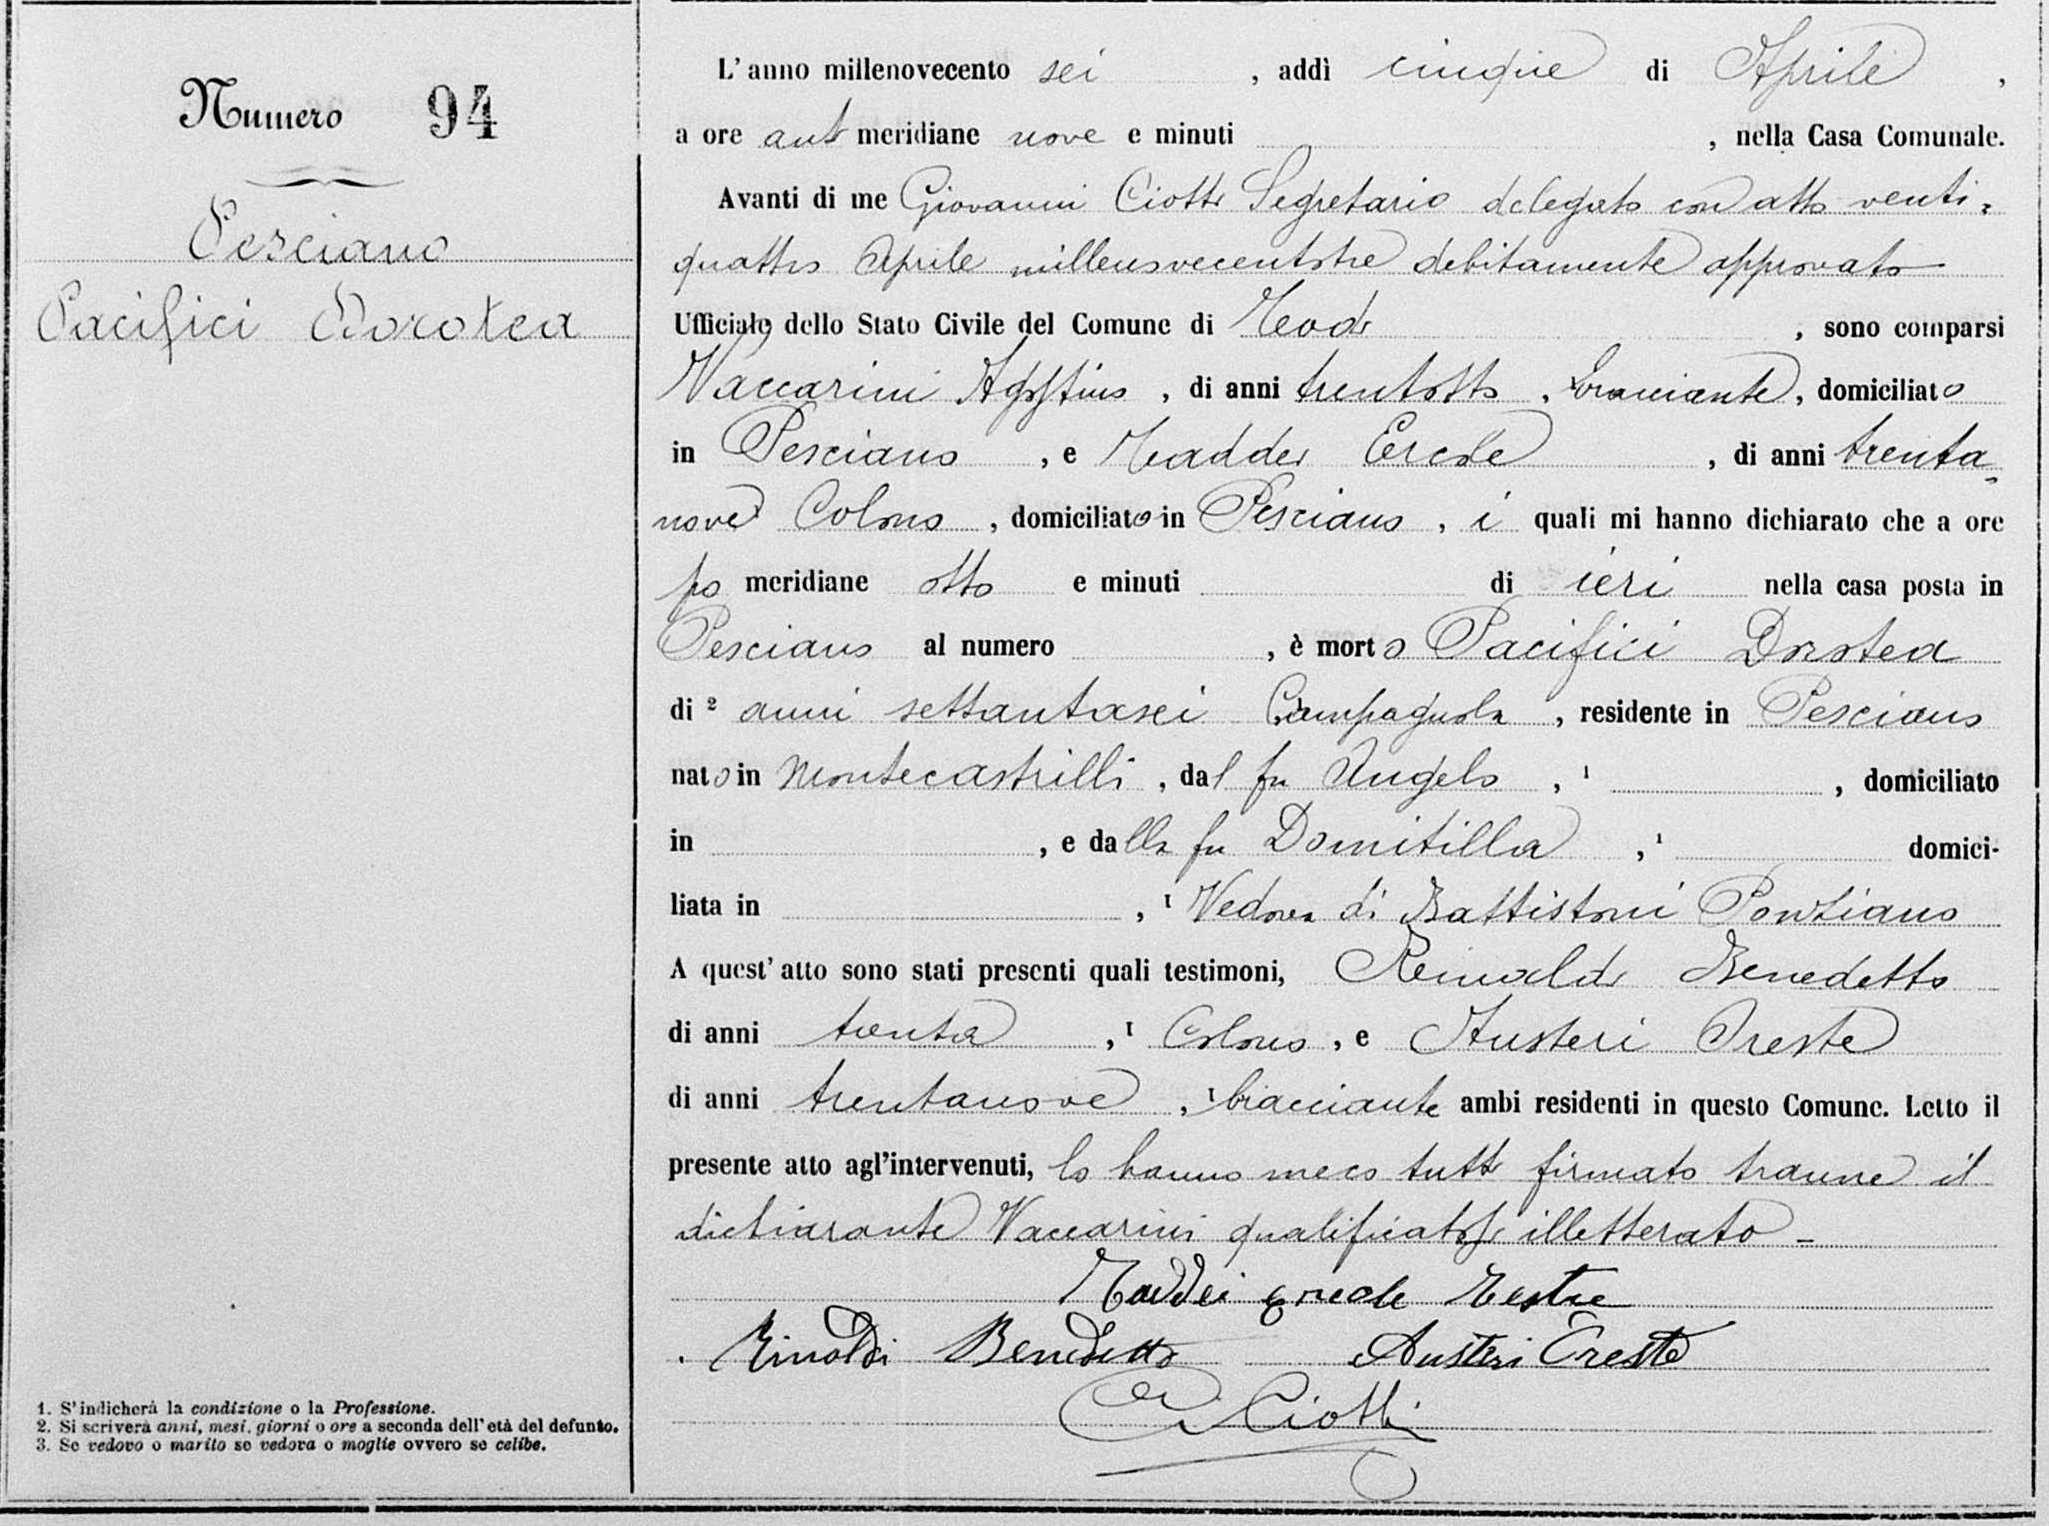 Numero 94
Pesciano
Pacifici Dorotea
L'anno millenovecento sei, addì cinque di Aprile,
a ore ant meridiane nove e minuti , nella Casa Comunale.
Avanti di me Giovanni Ciotti Segretario delegato con atto venti-
quattro Aprile millenovecentotre debitamente approvato
Ufficiale dello Stato Civile del Comune di Todi, sono comparsi
Vaccarini Agostino, di anni trentotto, bracciante, domiciliato
in Pesciano, e Taddei Ercole, di anni trenta-
nove Colono, domiciliato in Pesciano, i quali mi hanno dichiarato che a ore
po meridiane otto e minuti di ieri nella casa posta in
Pesciano al numero , è morto Pacifici Dorotea
di ² anni settantasei Campagnola, residente in Pesciano
nato in Montecastrilli, dal fu Angelo, ¹ , domiciliato
in , e dalla fu Domitilla, ¹ domici-
liata in , ¹ Vedova di Battistoni Ponziano
A quest'atto sono stati presenti quali testimoni, Rinaldi Benedetto
di anni trenta, ¹ Colono, e Austeri Oreste
di anni trentanove, ¹ bracciante ambi residenti in questo Comune. Letto il
presente atto agl'intervenuti, lo hanno meco tutti firmato tranne il
dichiarante Vaccarini qualificatosi illetterato -
Taddei Ercole Teste
Rinaldi Benedetto Austeri Oreste
G Ciotti
1. S'indicherà la condizione o la Professione.
2. Si scriverà anni, mesi, giorni o ore a seconda dell'età del defunto.
3. Se vedovo o marito se vedova o moglie ovvero se celibe.